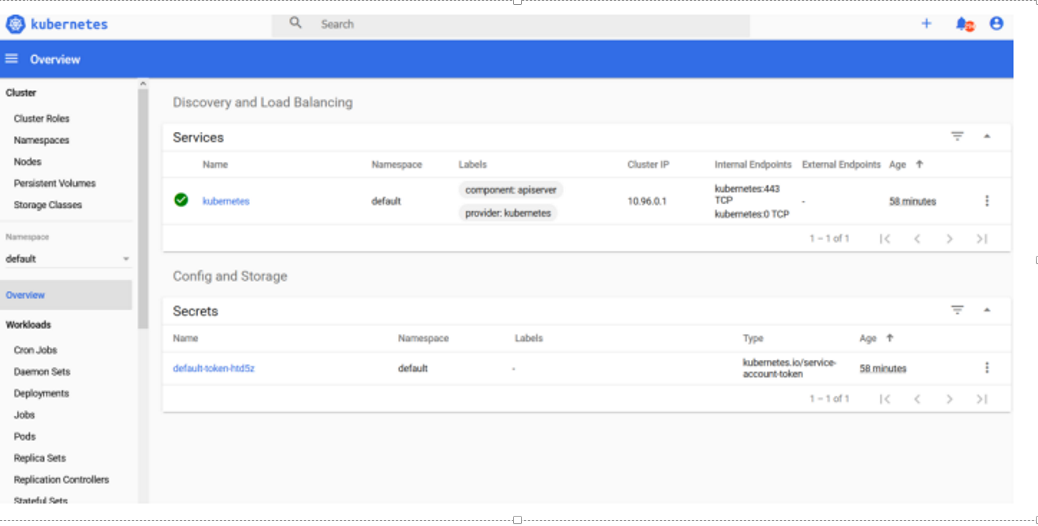 kubernetes
Search
Overview
Cluster
Cluster Roles
Namespaces
Nodes
Persistent Volumes
Storage Classes
Namespace
default
Overview
Workloads
Cron Jobs
Daemon Sets
Deployments
Jobs
Pods
Replica Sets
Replication Controllers
Stateful Sets
Discovery and Load Balancing
Services
Name Namespace Labels Cluster IP Internal Endpoints External Endpoints Age
kubernetes default component: apiserver provider: kubernetes 10.96.0.1 kubernetes:443 TCP kubernetes:0 TCP - 58 minutes
1 – 1 of 1
Config and Storage
Secrets
Name Namespace Labels Type Age
default-token-htd5z default - kubernetes.io/service-account-token 58 minutes
1 – 1 of 1